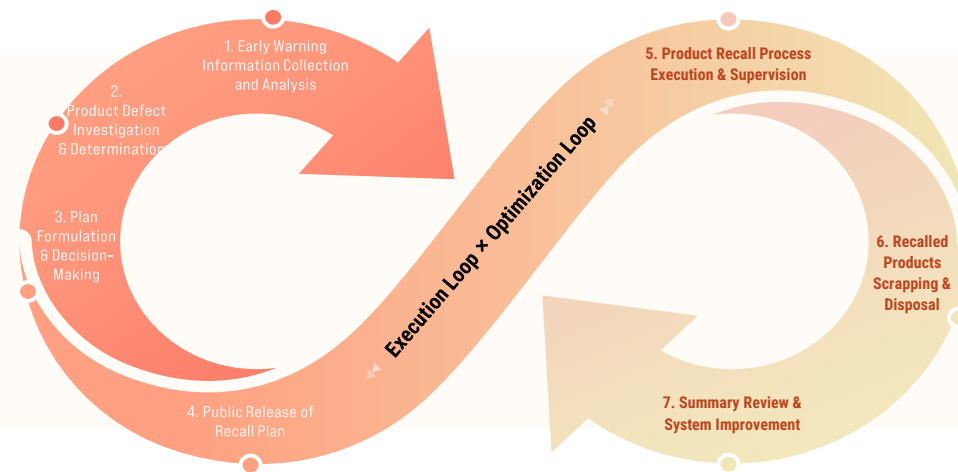 1. Early Warning
Information Collection
and Analysis
2.
Product Defect
Investigation
& Determination
3. Plan
Formulation
& Decision-
Making
4. Public Release of
Recall Plan
Execution Loop × Optimization Loop
5. Product Recall Process
Execution & Supervision
6. Recalled
Products
Scrapping &
Disposal
7. Summary Review &
System Improvement